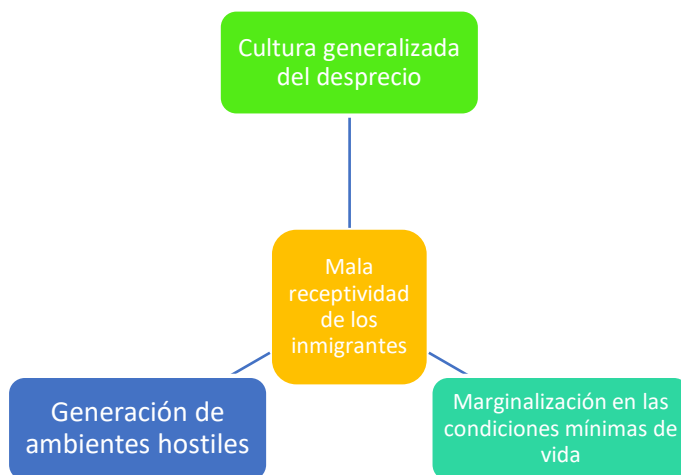 Cultura generalizada
del desprecio
Mala
receptividad
de los
inmigrantes
Generación de
ambientes hostiles
Marginalización en las
condiciones mínimas de
vida